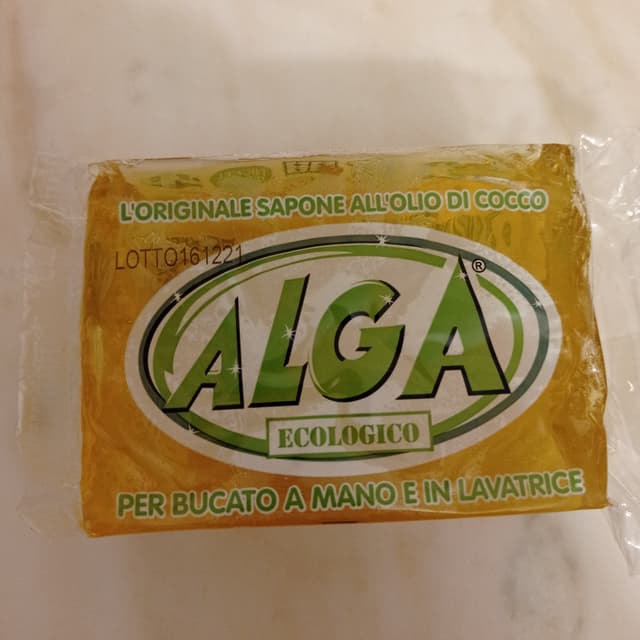 L'ORIGINALE SAPONE ALL'OLIO DI COCCO
LOTTO161221
ALGA®
ECOLOGICO
PER BUCATO A MANO E IN LAVATRICE